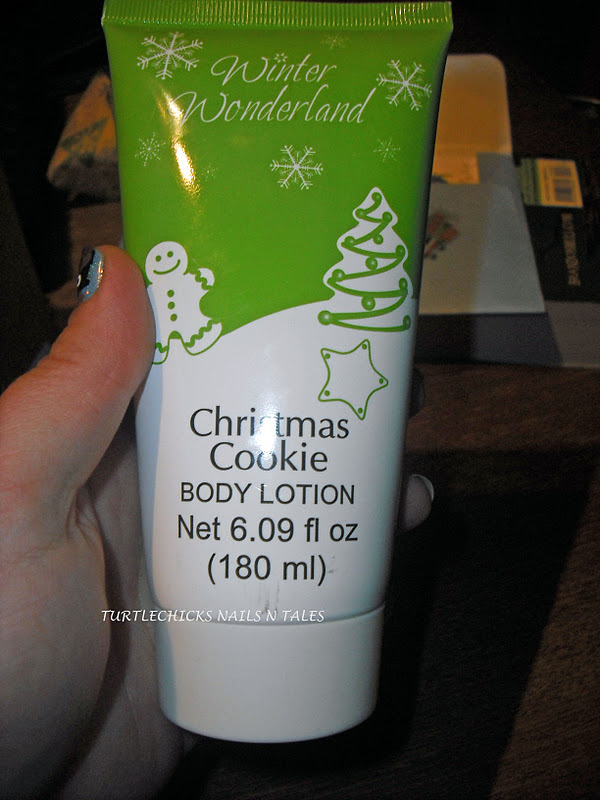 Winter
Wonderland
Christmas
Cookie
BODY LOTION
Net 6.09 fl oz
(180 ml)
TURTLECHICKS NAILS N TALES